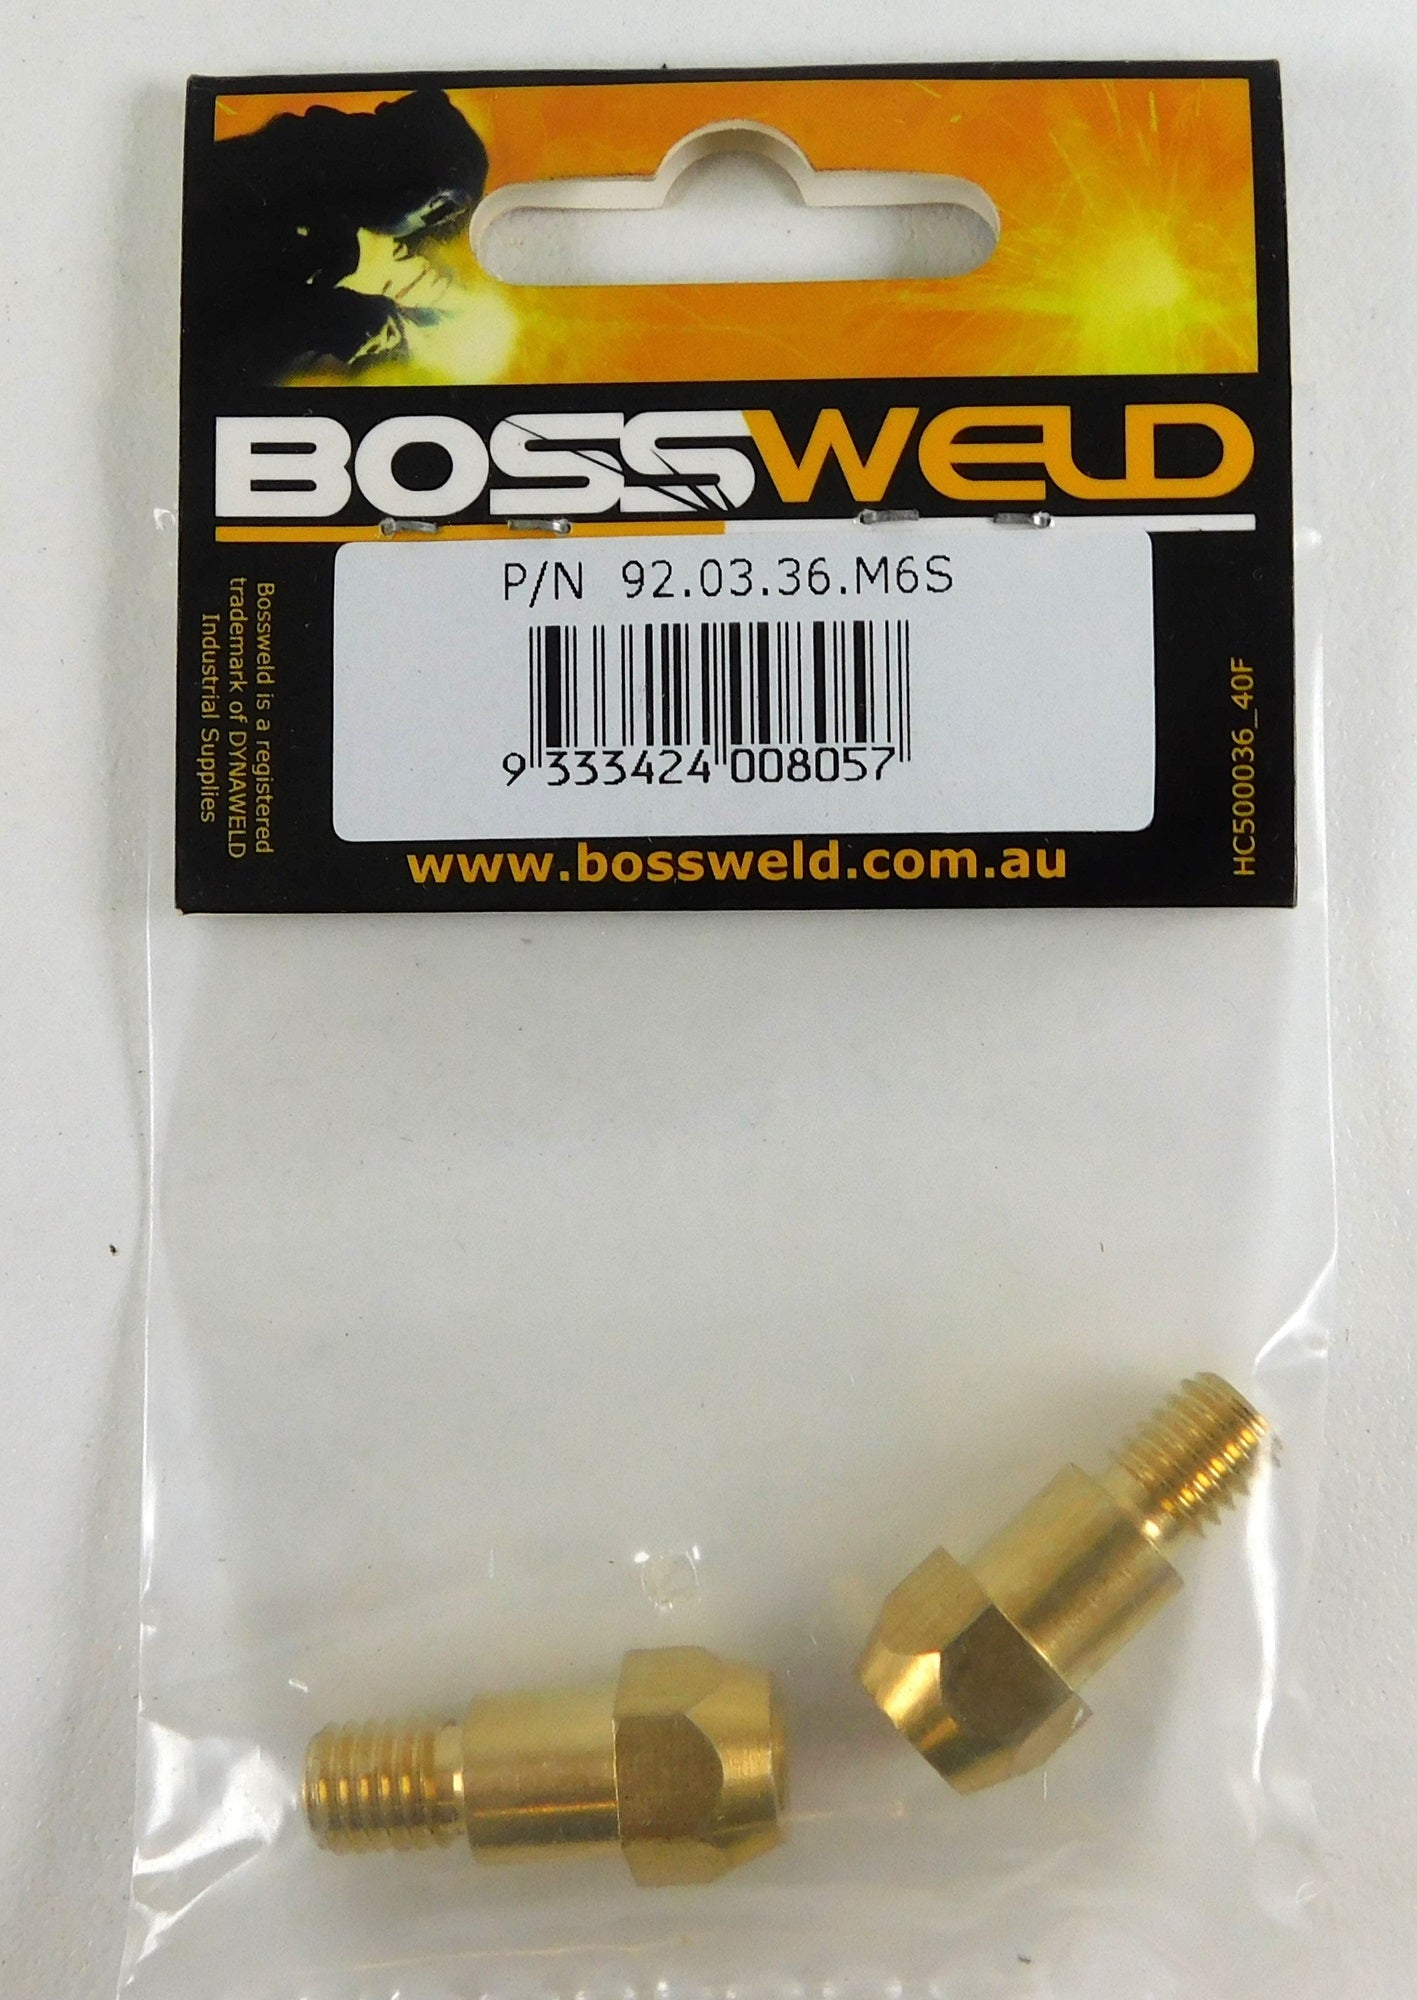 BOSSWELD
P/N 92.03.36.M6S
9 333424 008057
Bossweld is a registered
trademark of DYNAWELD
Industrial Supplies
HC500036_40F
www.bossweld.com.au